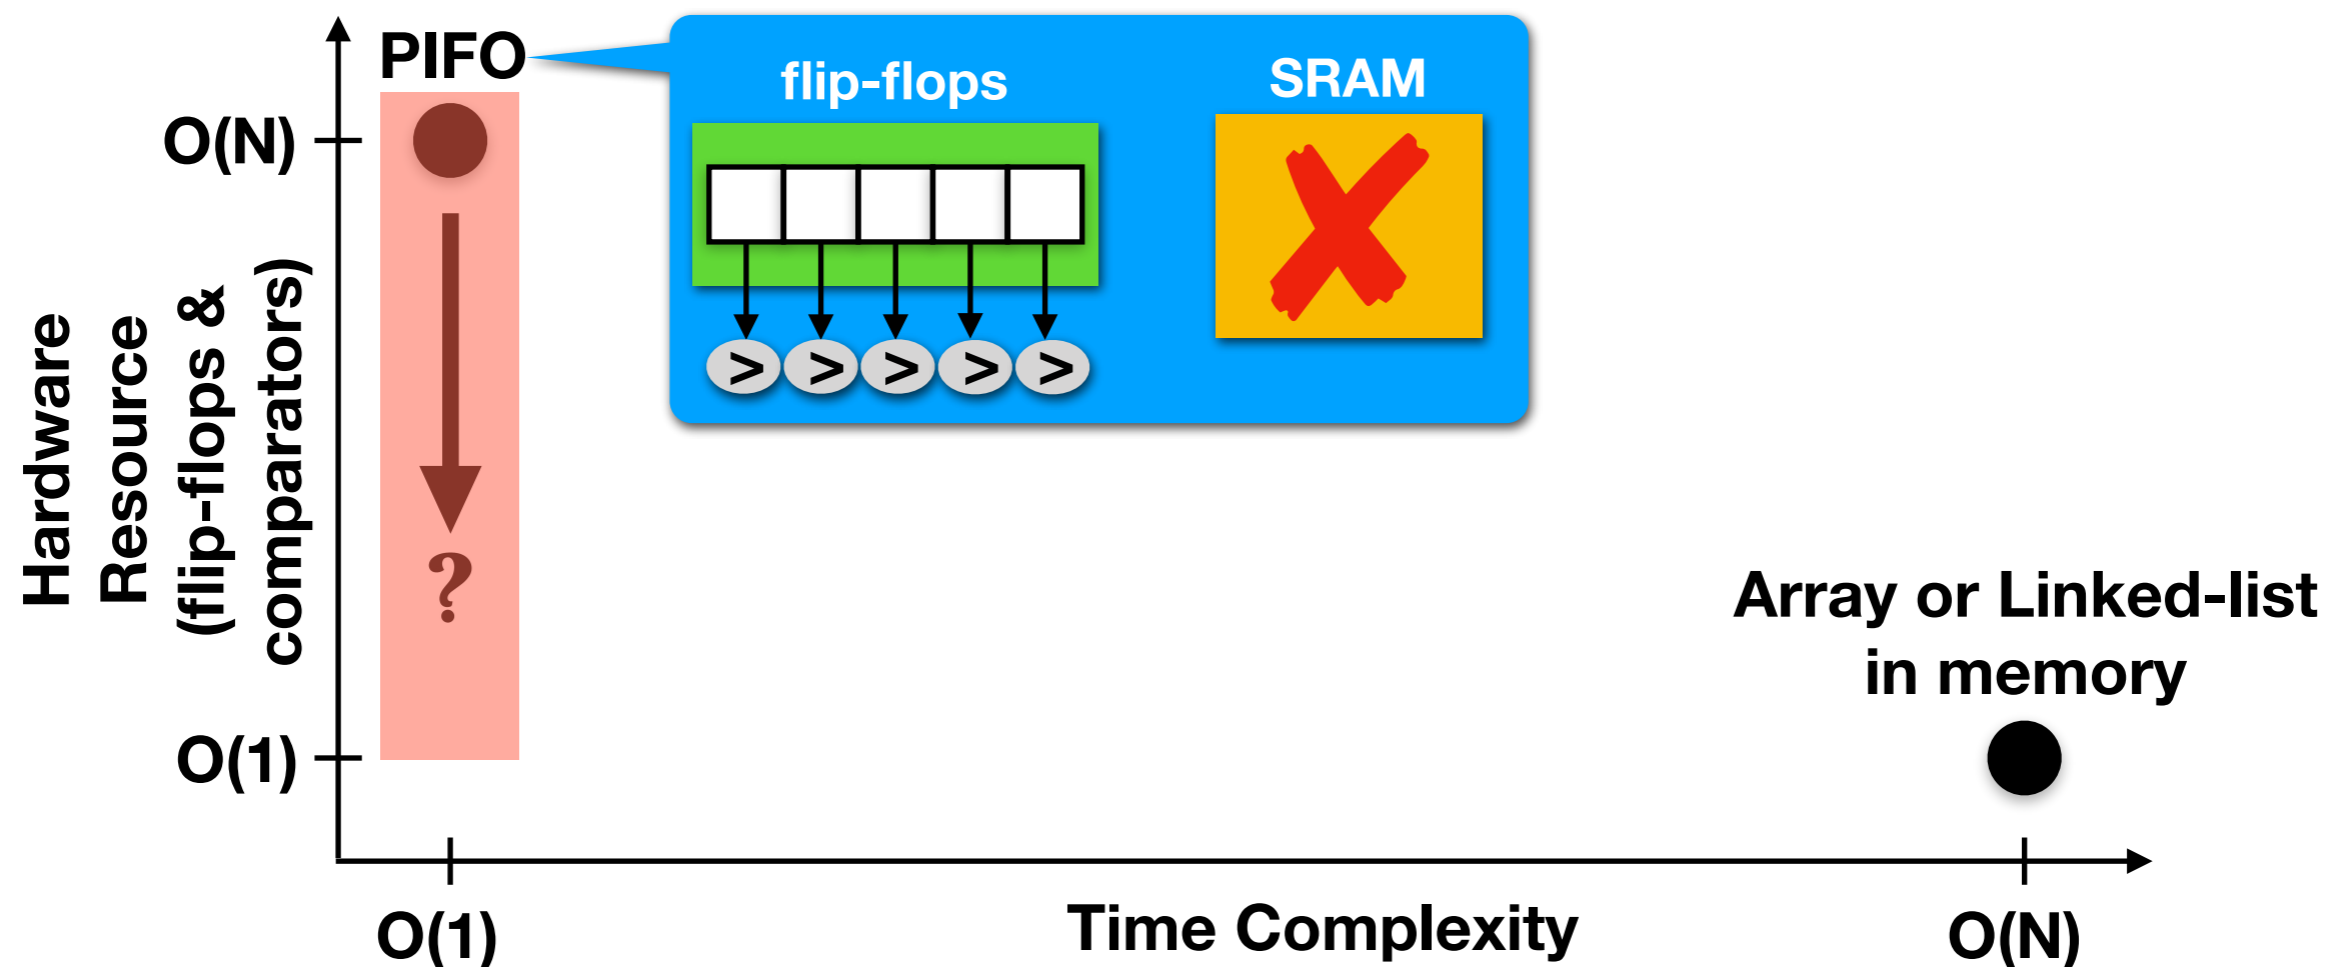 PIFO
flip-flops
SRAM
O(N)
> > > > >
Hardware
Resource
(flip-flops &
comparators)
?
Array or Linked-list
in memory
O(1)
O(1)
Time Complexity
O(N)